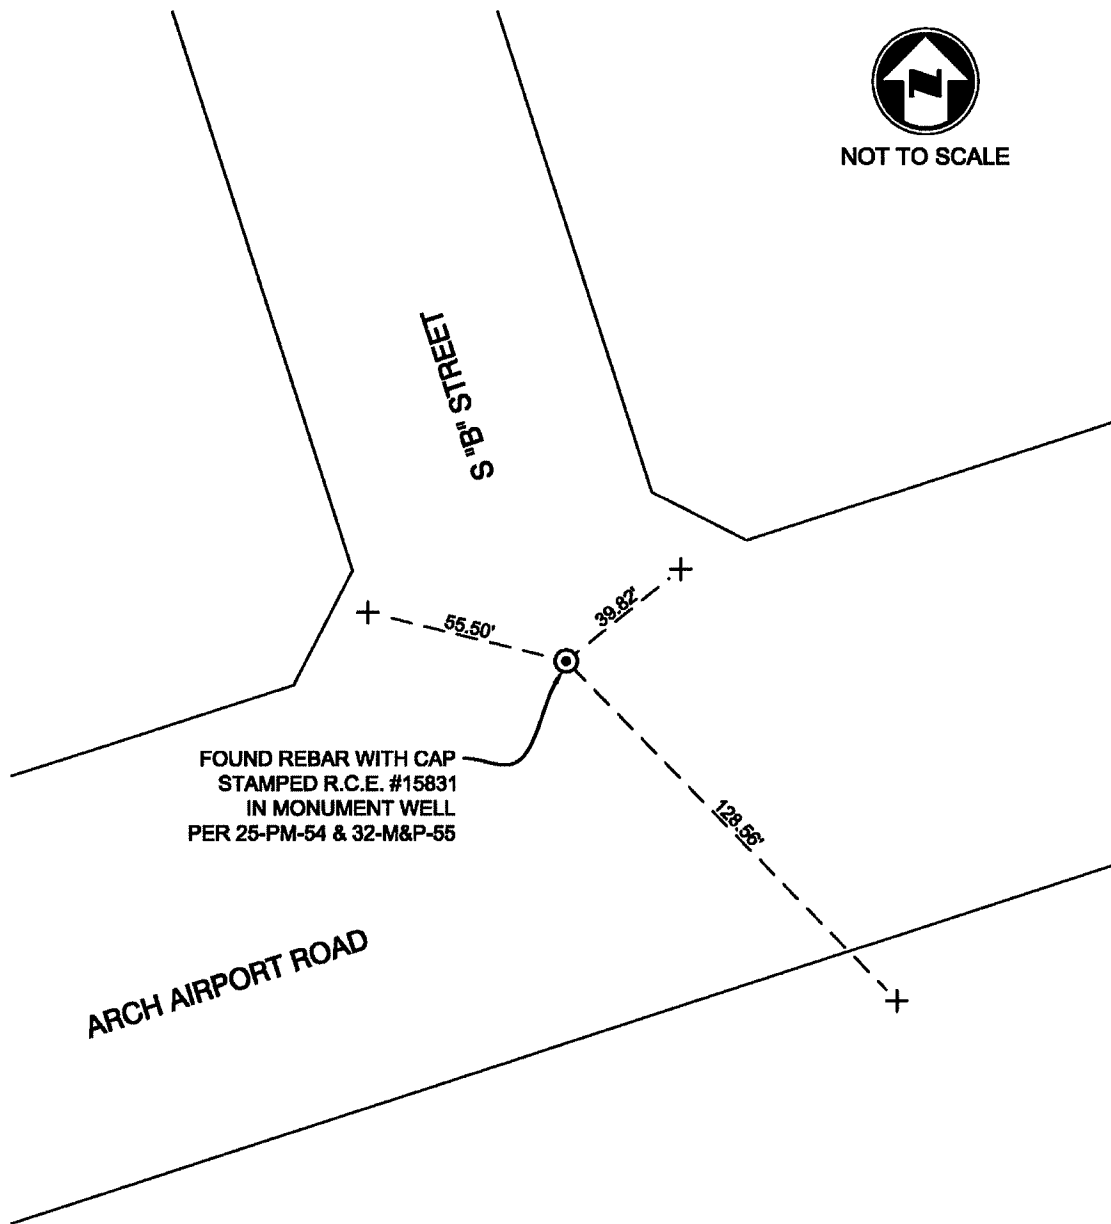 N
NOT TO SCALE
S "B" STREET
39.82'
55.50'
FOUND REBAR WITH CAP
STAMPED R.C.E. #15831
IN MONUMENT WELL
PER 25-PM-54 & 32-M&P-55
128.56'
ARCH AIRPORT ROAD